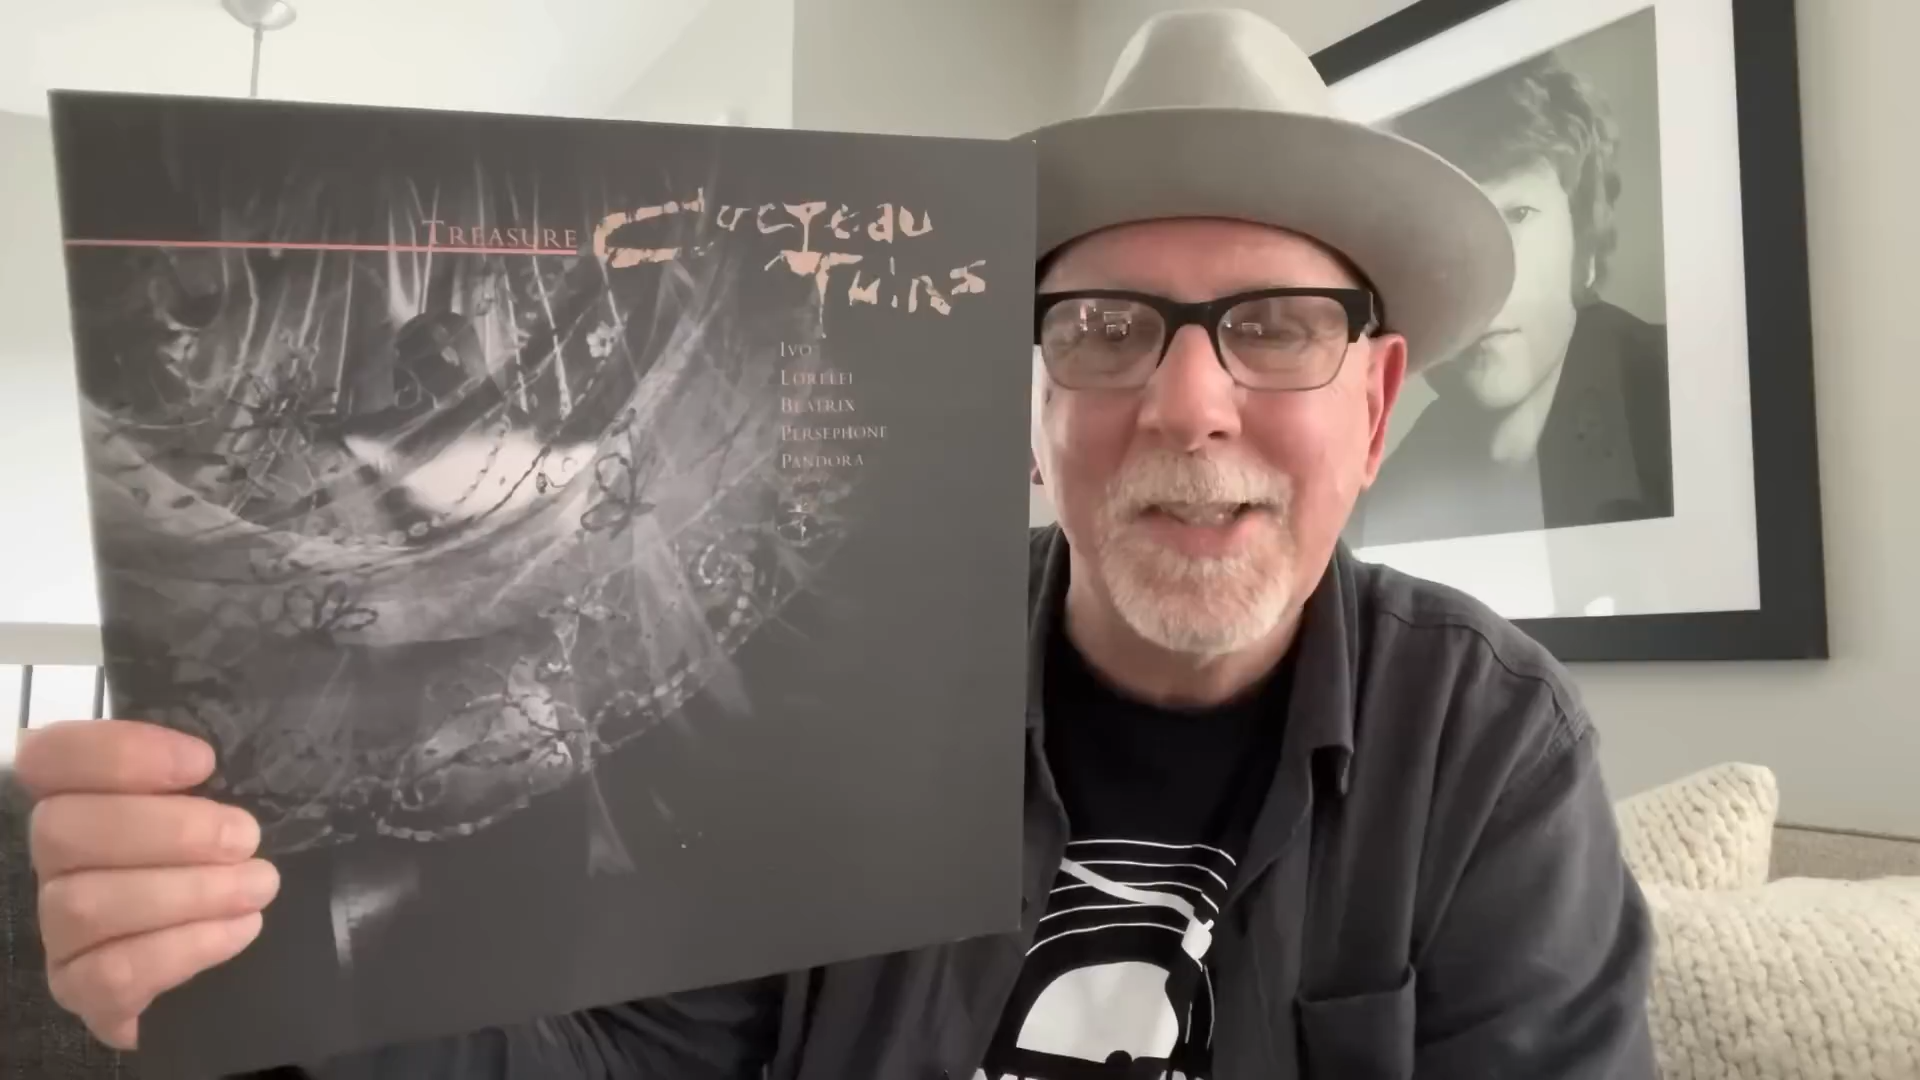 TREASURE
Cocteau
Twins
IVO
LORELEI
BEATRIX
PERSEPHONE
PANDORA